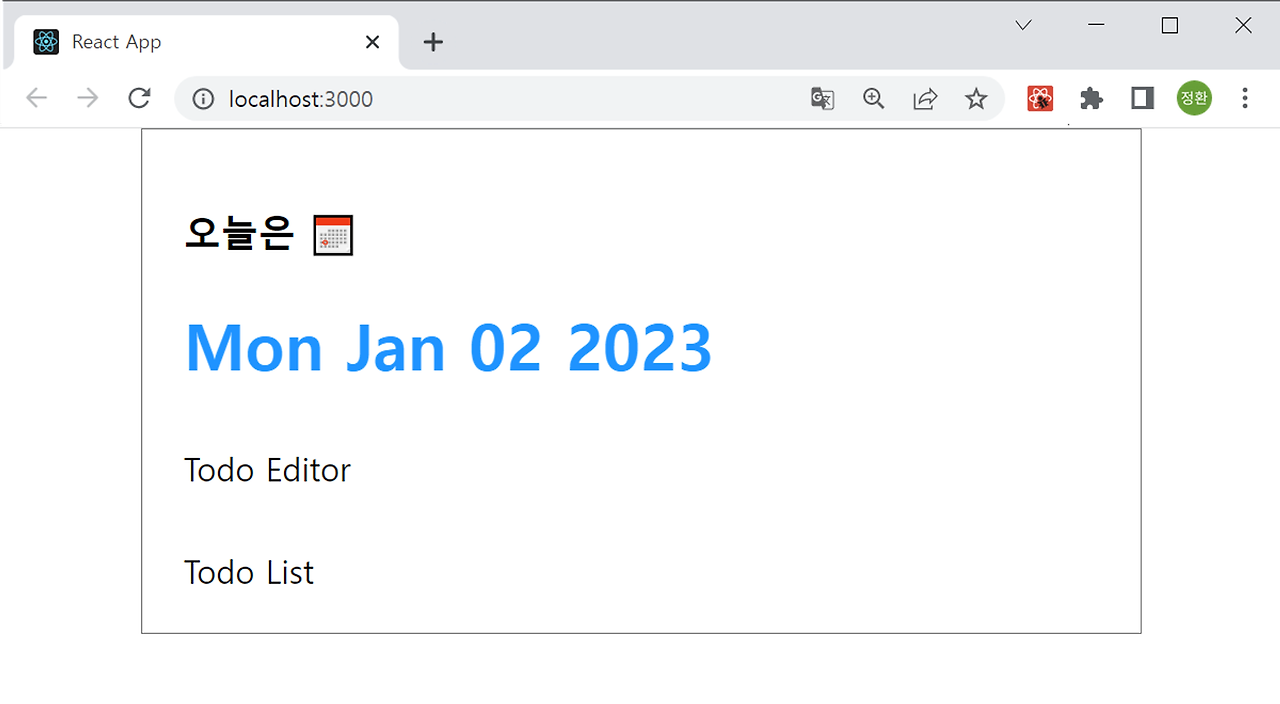 React App
localhost:3000
정환
오늘은 📅
Mon Jan 02 2023
Todo Editor
Todo List